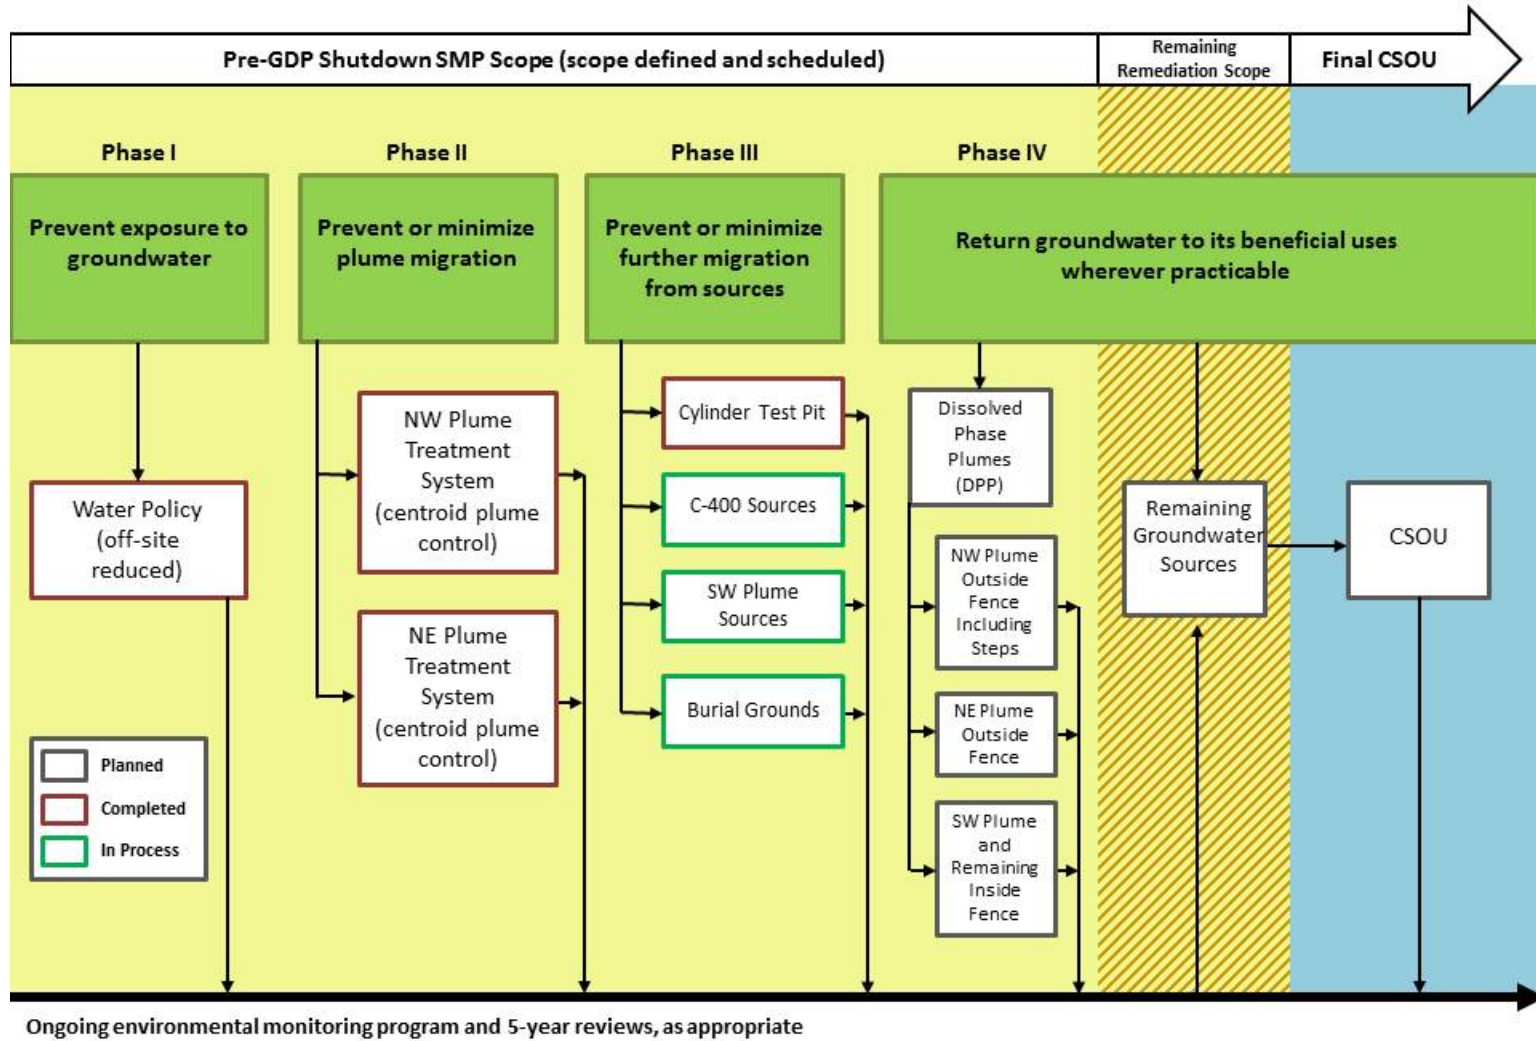 Pre-GDP Shutdown SMP Scope (scope defined and scheduled)
Remaining
Remediation Scope
Final CSOU
Phase I
Phase II
Phase III
Phase IV
Prevent exposure to
groundwater
Prevent or minimize
plume migration
Prevent or minimize
further migration
from sources
Return groundwater to its beneficial uses
wherever practicable
Water Policy
(off-site
reduced)
NW Plume
Treatment
System
(centroid plume
control)
NE Plume
Treatment
System
(centroid plume
control)
Cylinder Test Pit
C-400 Sources
SW Plume
Sources
Burial Grounds
Dissolved
Phase
Plumes
(DPP)
NW Plume
Outside
Fence
Including
Steps
NE Plume
Outside
Fence
SW Plume
and
Remaining
Inside
Fence
Remaining
Groundwater
Sources
CSOU
Planned
Completed
In Process
Ongoing environmental monitoring program and 5-year reviews, as appropriate